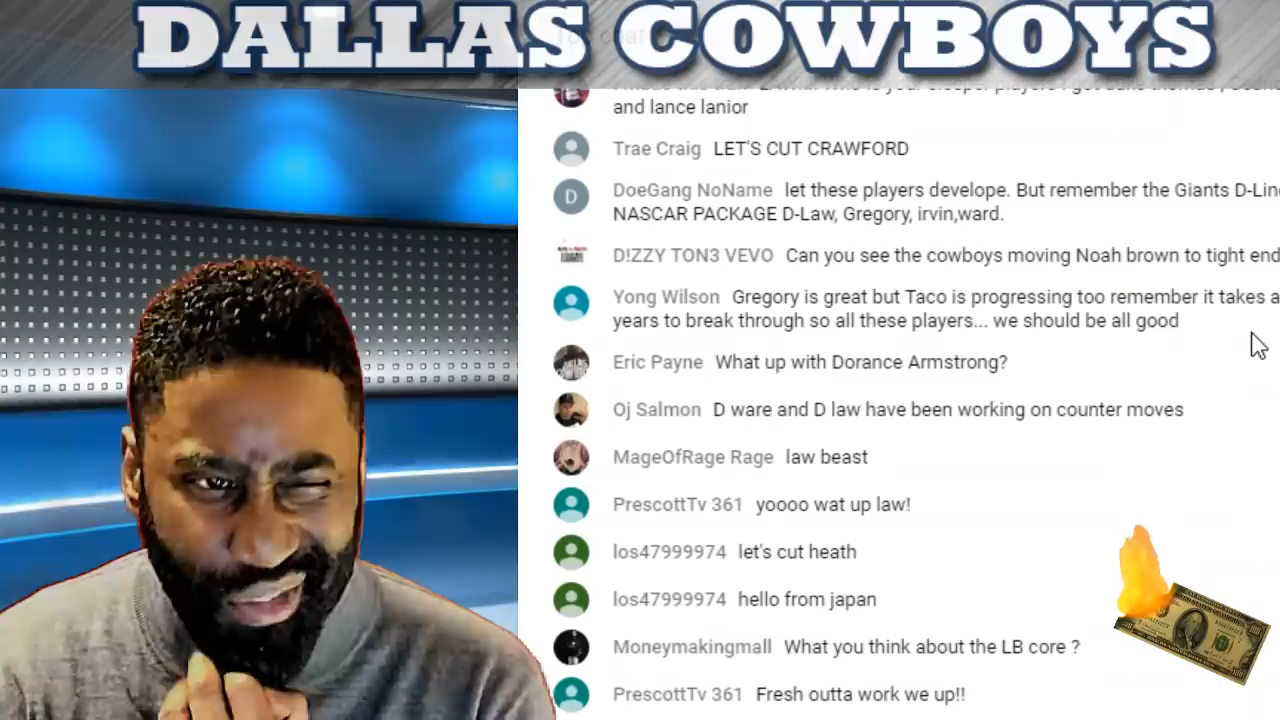 DALLAS COWBOYS
Top chat
and lance lanior
Trae Craig LET'S CUT CRAWFORD
DoeGang NoName let these players develope. But remember the Giants D-Line
NASCAR PACKAGE D-Law, Gregory, irvin,ward.
D!ZZY TON3 VEVO Can you see the cowboys moving Noah brown to tight end
Yong Wilson Gregory is great but Taco is progressing too remember it takes a
years to break through so all these players... we should be all good
Eric Payne What up with Dorance Armstrong?
Oj Salmon D ware and D law have been working on counter moves
MageOfRage Rage law beast
PrescottTv 361 yoooo wat up law!
los47999974 let's cut heath
los47999974 hello from japan
Moneymakingmall What you think about the LB core ?
PrescottTv 361 Fresh outta work we up!!